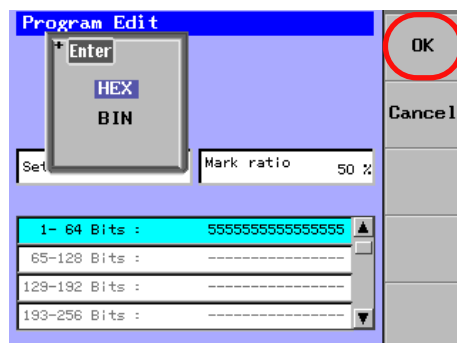 Program Edit
Enter
HEX
BIN
OK
Cancel
Set
Mark ratio
50 %
1- 64 Bits : 5555555555555555
65-128 Bits : ----------------
129-192 Bits : ----------------
193-256 Bits : ----------------